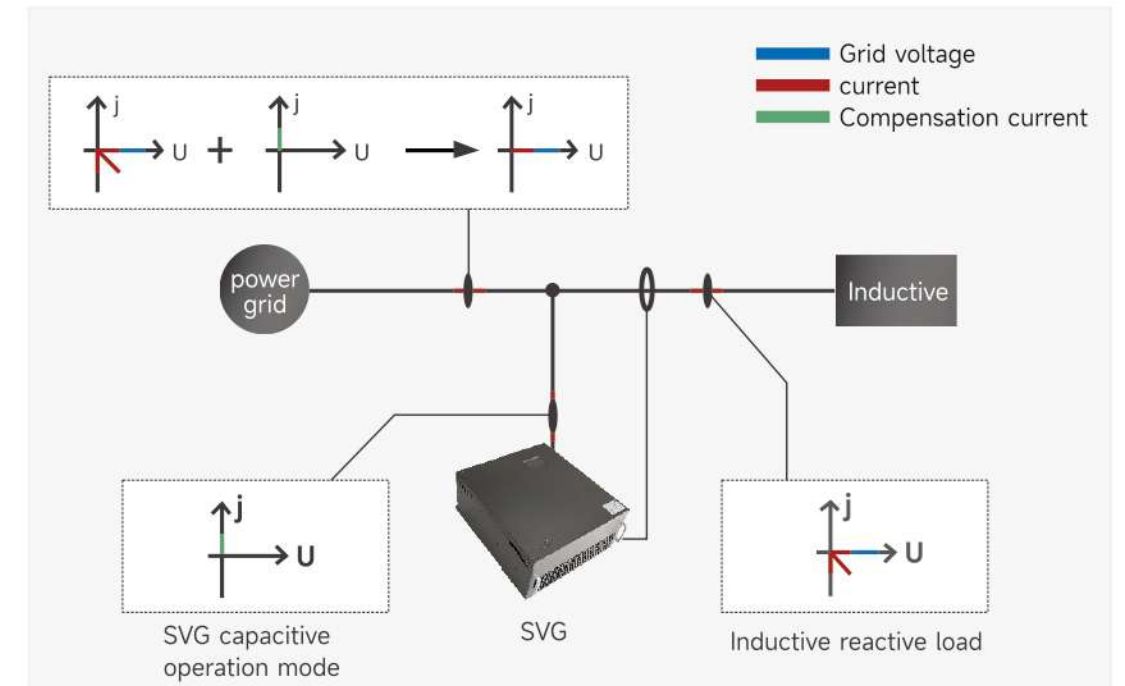 Grid voltage
current
Compensation current
j
U
+
j
U
j
U
power
grid
Inductive
j
U
SVG capacitive
operation mode
SVG
j
U
Inductive reactive load